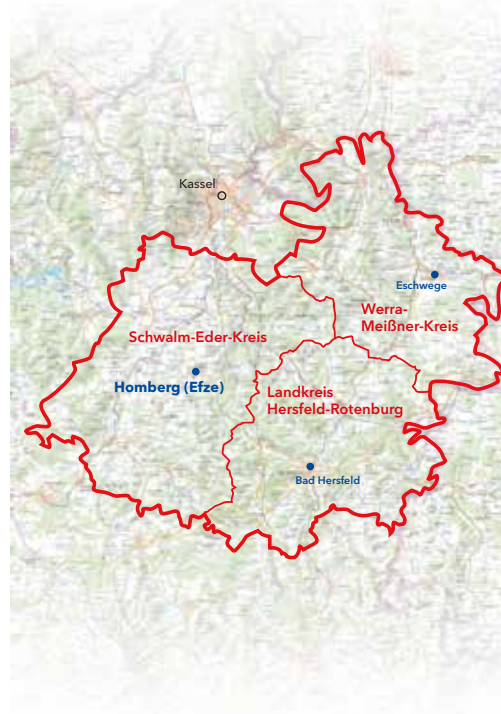 Kassel
Eschwege
Werra-
Meißner-Kreis
Schwalm-Eder-Kreis
Homberg (Efze)
Landkreis
Hersfeld-Rotenburg
Bad Hersfeld